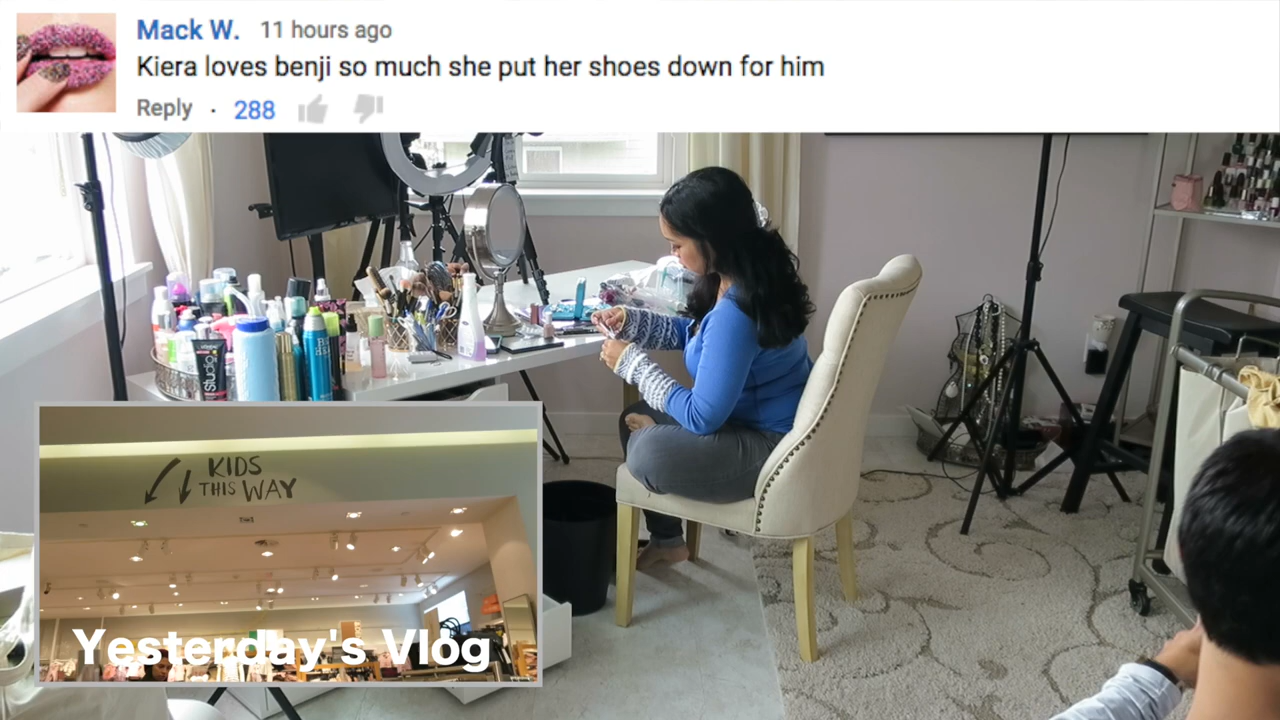 Mack W. 11 hours ago
Kiera loves benji so much she put her shoes down for him
Reply · 288
KIDS
THIS WAY
Yesterday's Vlog
studio